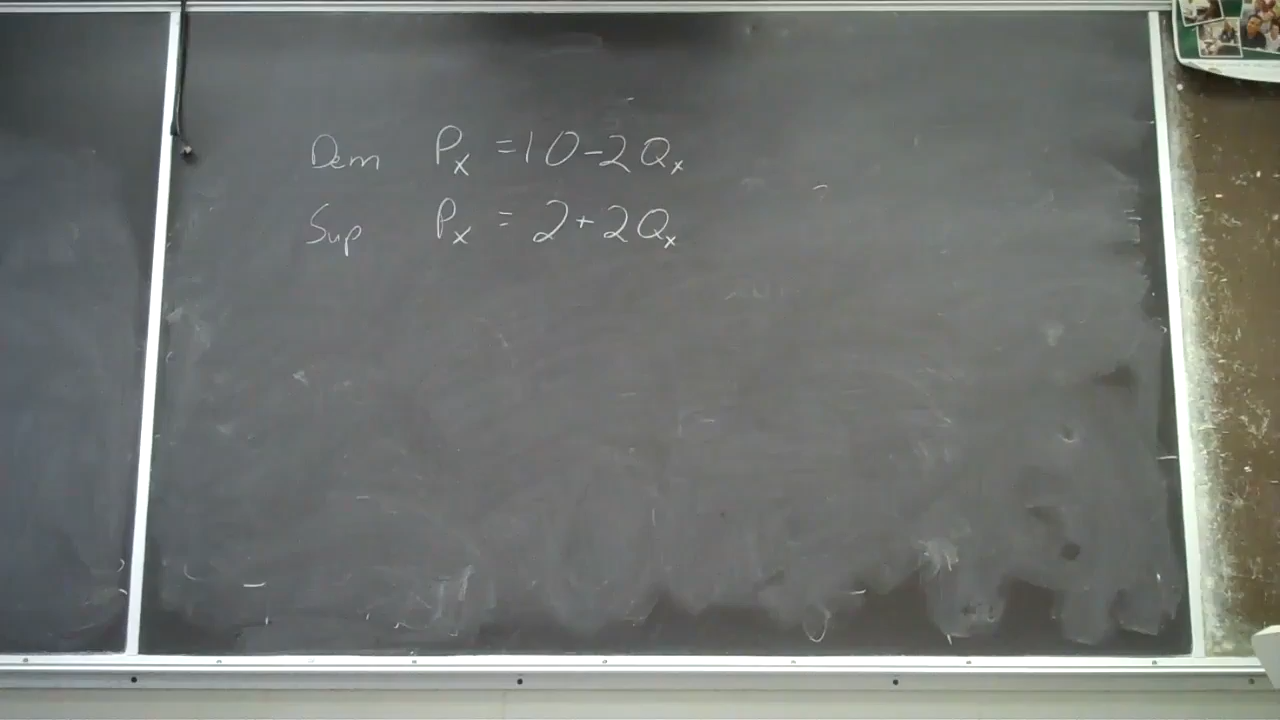 Dem Px = 10 - 2Qx
Sup Px = 2 + 2Qx